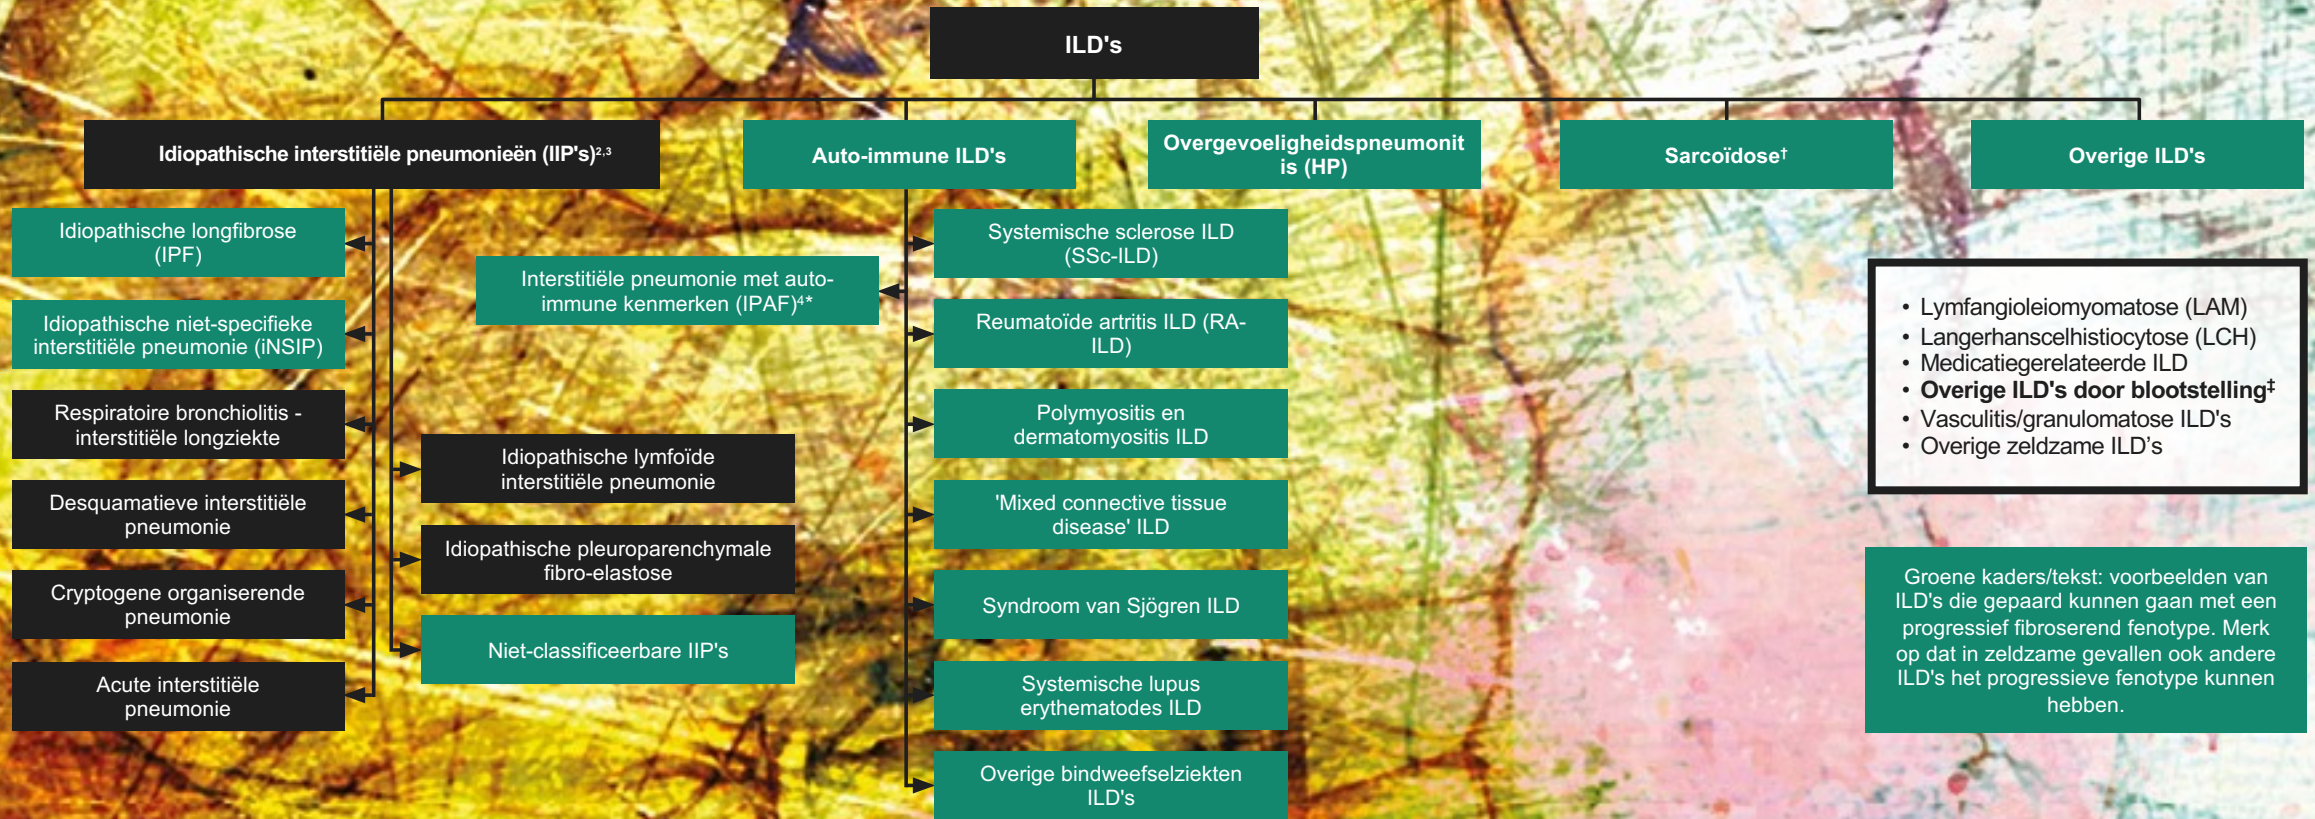 ILD's
Idiopathische interstitiële pneumonieën (IIP's)²,³
Auto-immune ILD's
Overgevoeligheidspneumonit
is (HP)
Sarcoïdose†
Overige ILD's
Idiopathische longfibrose
(IPF)
Idiopathische niet-specifieke
interstitiële pneumonie (iNSIP)
Respiratoire bronchiolitis -
interstitiële longziekte
Desquamatieve interstitiële
pneumonie
Cryptogene organiserende
pneumonie
Acute interstitiële
pneumonie
Idiopathische lymfoïde
interstitiële pneumonie
Idiopathische pleuroparenchymale
fibro-elastose
Niet-classificeerbare IIP's
Interstitiële pneumonie met auto-
immune kenmerken (IPAF)⁴*
Systemische sclerose ILD
(SSc-ILD)
Reumatoïde artritis ILD (RA-
ILD)
Polymyositis en
dermatomyositis ILD
'Mixed connective tissue
disease' ILD
Syndroom van Sjögren ILD
Systemische lupus
erythematodes ILD
Overige bindweefselziekten
ILD's
• Lymfangioleiomyomatose (LAM)
• Langerhanscelhistiocytose (LCH)
• Medicatiegerelateerde ILD
• Overige ILD's door blootstelling‡
• Vasculitis/granulomatose ILD's
• Overige zeldzame ILD’s
Groene kaders/tekst: voorbeelden van
ILD's die gepaard kunnen gaan met een
progressief fibroserend fenotype. Merk
op dat in zeldzame gevallen ook andere
ILD's het progressieve fenotype kunnen
hebben.